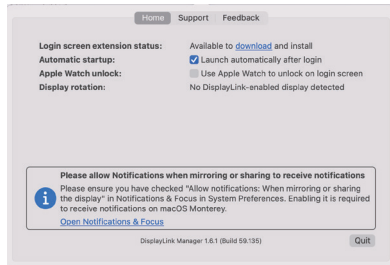 Home Support Feedback
Login screen extension status: Available to download and install
Automatic startup: Launch automatically after login
Apple Watch unlock: Use Apple Watch to unlock on login screen
Display rotation: No DisplayLink-enabled display detected
Please allow Notifications when mirroring or sharing to receive notifications
Please ensure you have checked "Allow notifications: When mirroring or sharing
the display" in Notifications & Focus in System Preferences. Enabling it is required
to receive notifications on macOS Monterey.
Open Notifications & Focus
DisplayLink Manager 1.6.1 (Build 59.135) Quit